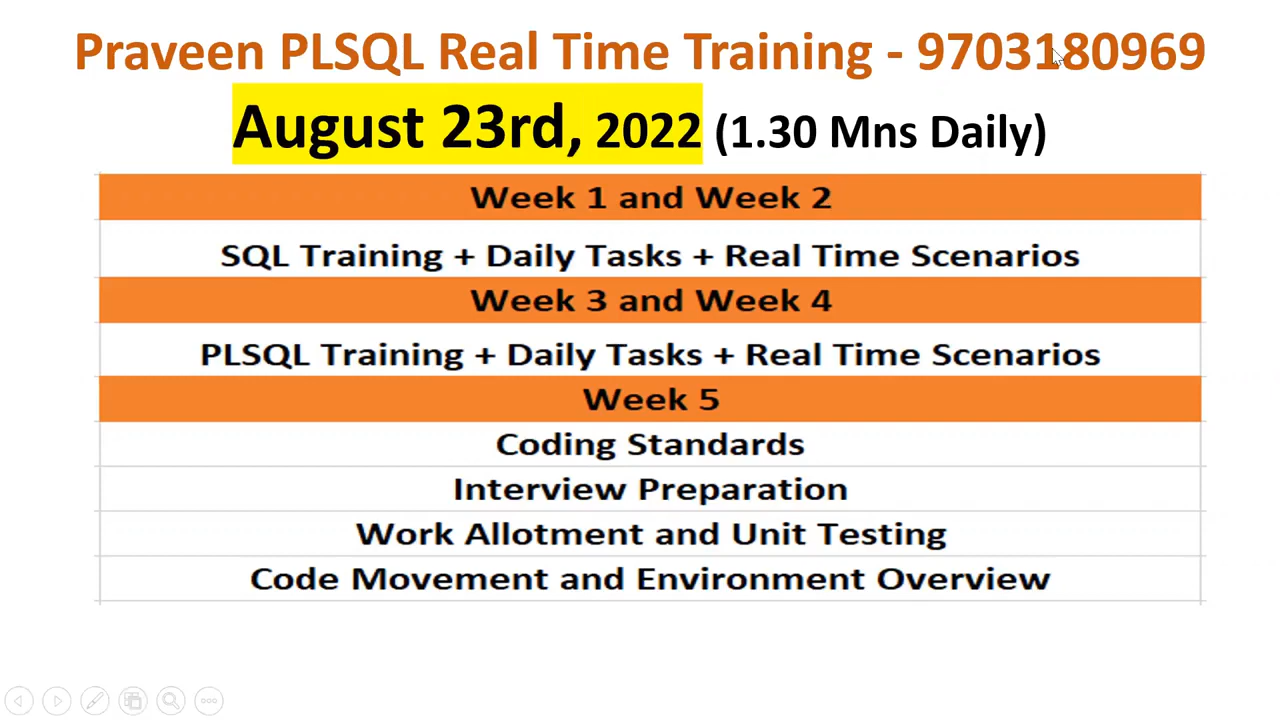 Praveen PLSQL Real Time Training - 9703180969
August 23rd, 2022 (1.30 Mns Daily)
Week 1 and Week 2
SQL Training + Daily Tasks + Real Time Scenarios
Week 3 and Week 4
PLSQL Training + Daily Tasks + Real Time Scenarios
Week 5
Coding Standards
Interview Preparation
Work Allotment and Unit Testing
Code Movement and Environment Overview